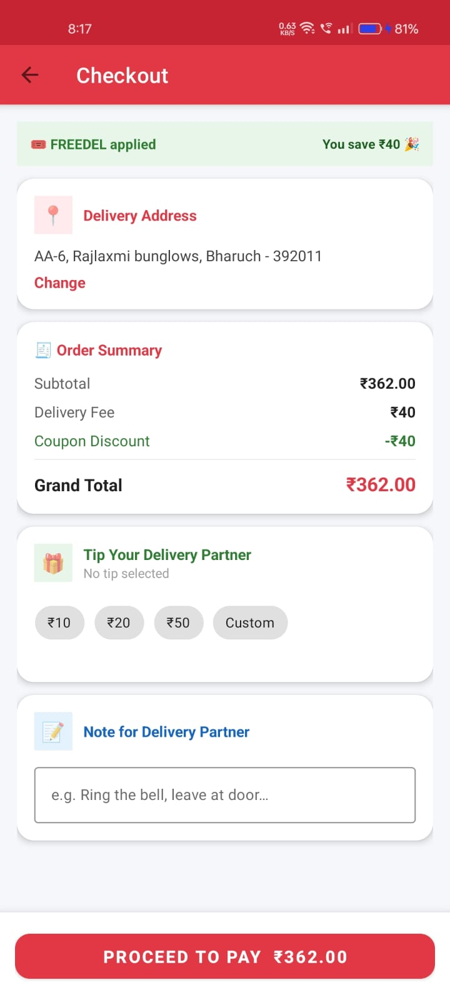 8:17
0.63 KB/S
81%
Checkout
FREEDEL applied
You save ₹40
Delivery Address
AA-6, Rajlaxmi bunglows, Bharuch - 392011
Change
Order Summary
Subtotal ₹362.00
Delivery Fee ₹40
Coupon Discount -₹40
Grand Total ₹362.00
Tip Your Delivery Partner
No tip selected
₹10 ₹20 ₹50 Custom
Note for Delivery Partner
e.g. Ring the bell, leave at door...
PROCEED TO PAY ₹362.00